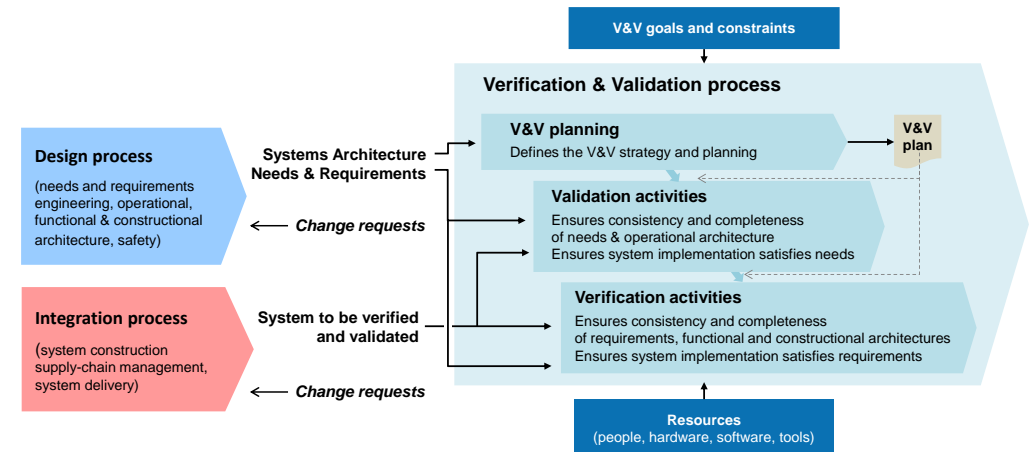 V&V goals and constraints
Verification & Validation process
V&V planning
Defines the V&V strategy and planning
V&V
plan
Design process
(needs and requirements
engineering, operational,
functional & constructional
architecture, safety)
Systems Architecture
Needs & Requirements
Change requests
Validation activities
Ensures consistency and completeness
of needs & operational architecture
Ensures system implementation satisfies needs
Integration process
(system construction
supply-chain management,
system delivery)
System to be verified
and validated
Change requests
Verification activities
Ensures consistency and completeness
of requirements, functional and constructional architectures
Ensures system implementation satisfies requirements
Resources
(people, hardware, software, tools)